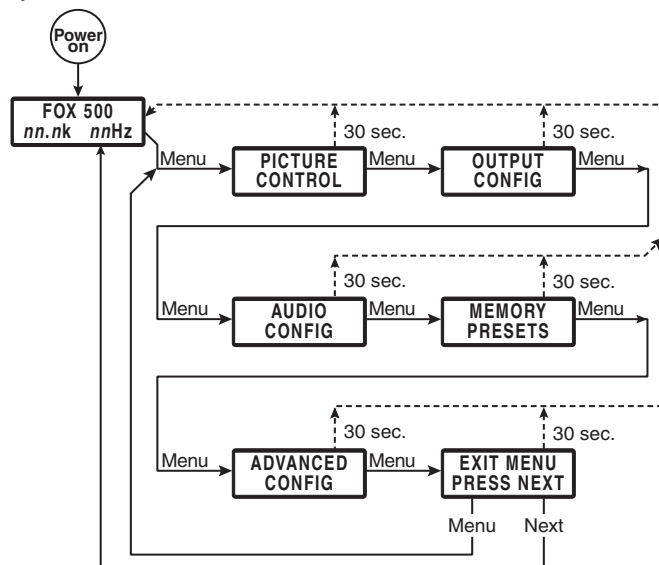 Power
on
FOX 500
nn.nk nnHz
30 sec.
30 sec.
Menu
PICTURE
CONTROL
Menu
OUTPUT
CONFIG
Menu
30 sec.
30 sec.
Menu
AUDIO
CONFIG
Menu
MEMORY
PRESETS
Menu
30 sec.
30 sec.
Menu
ADVANCED
CONFIG
Menu
EXIT MENU
PRESS NEXT
Menu
Next